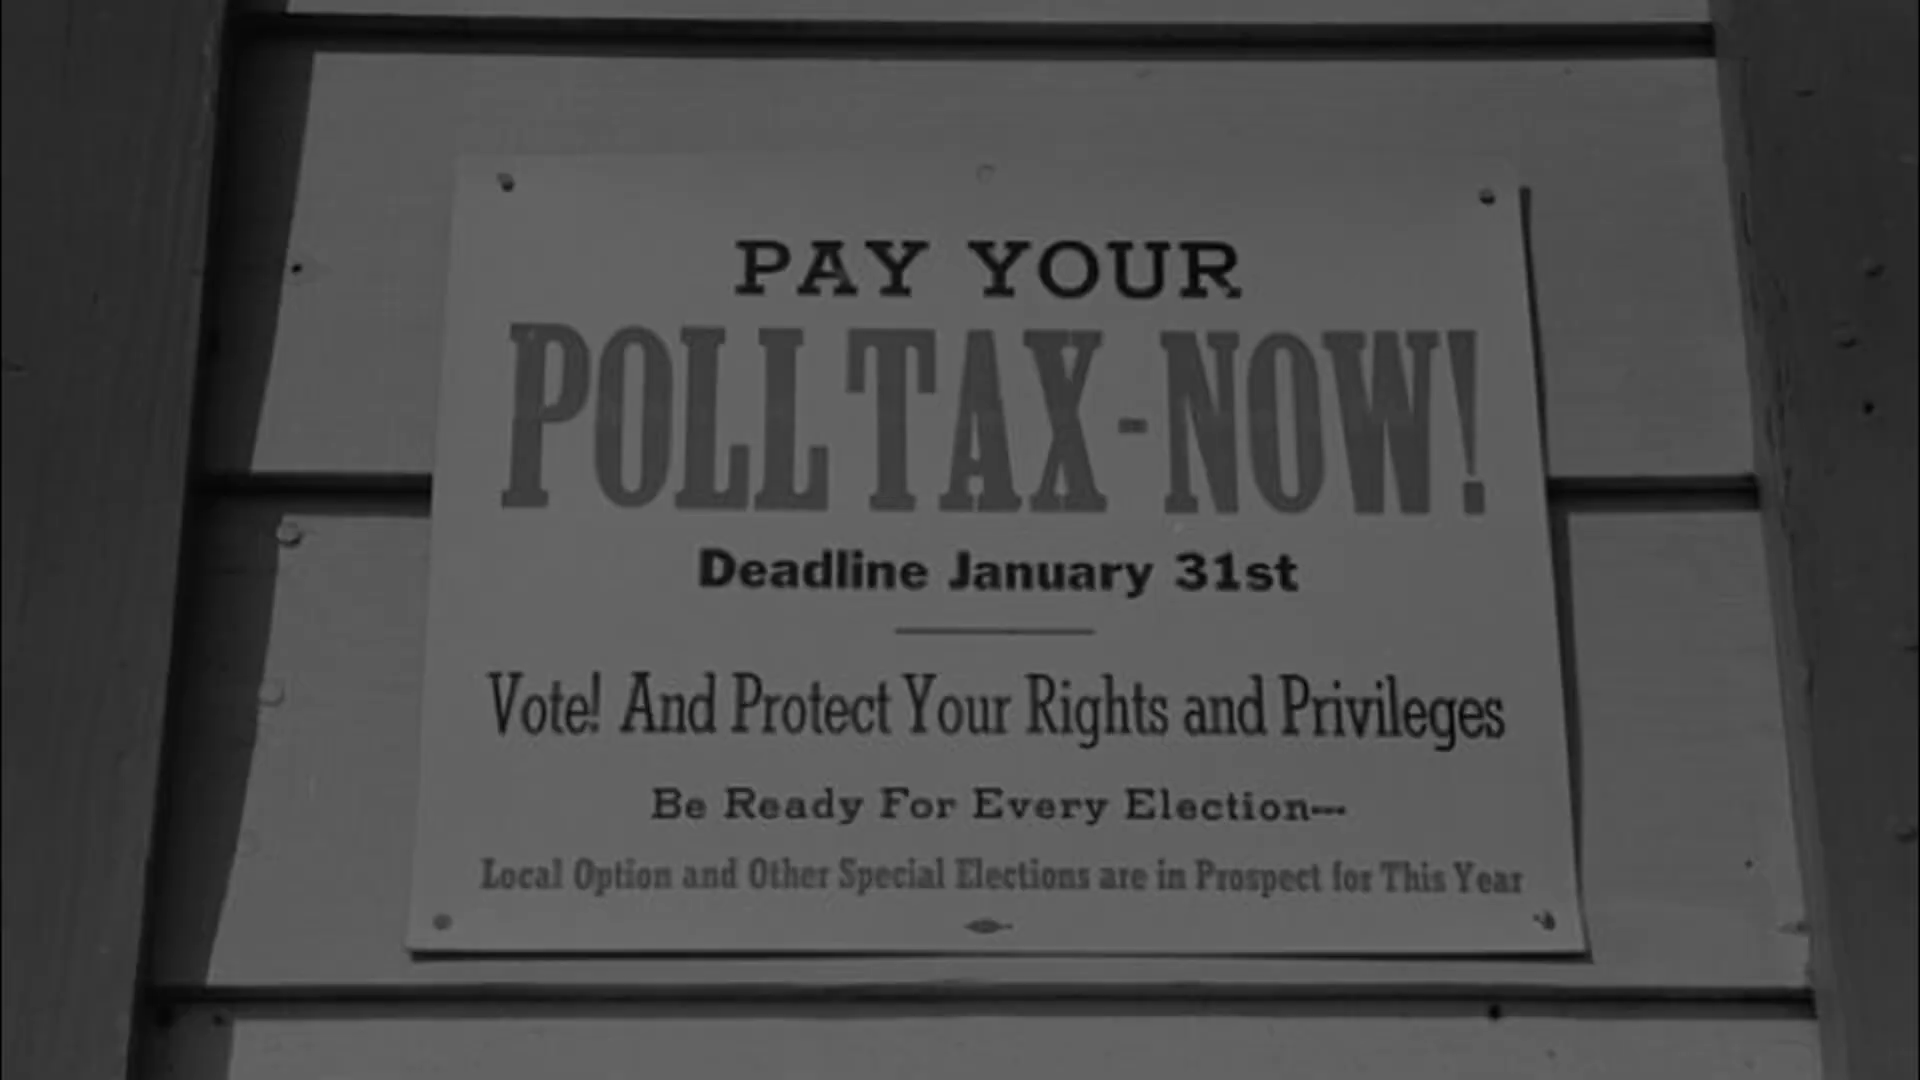 PAY YOUR
POLL TAX-NOW!
Deadline January 31st
Vote! And Protect Your Rights and Privileges
Be Ready For Every Election---
Local Option and Other Special Elections are in Prospect for This Year